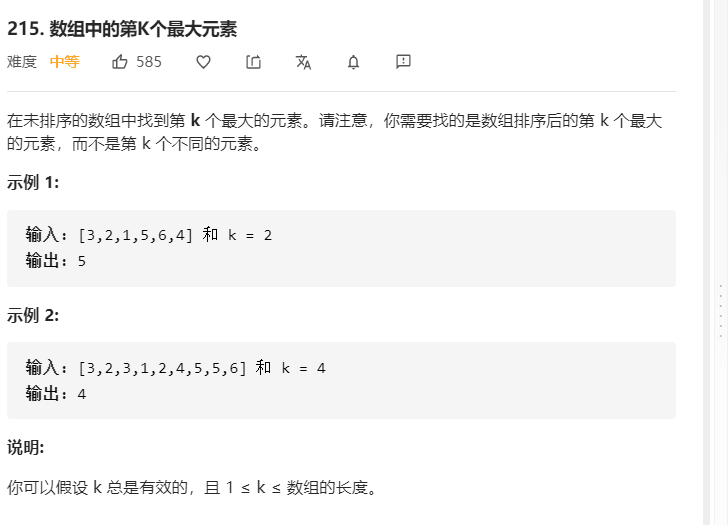 215. 数组中的第K个最大元素
难度 中等 585
在未排序的数组中找到第 k 个最大的元素。请注意，你需要找的是数组排序后的第 k 个最大
的元素，而不是第 k 个不同的元素。
示例 1:
输入: [3,2,1,5,6,4] 和 k = 2
输出: 5
示例 2:
输入: [3,2,3,1,2,4,5,5,6] 和 k = 4
输出: 4
说明:
你可以假设 k 总是有效的，且 1 ≤ k ≤ 数组的长度。